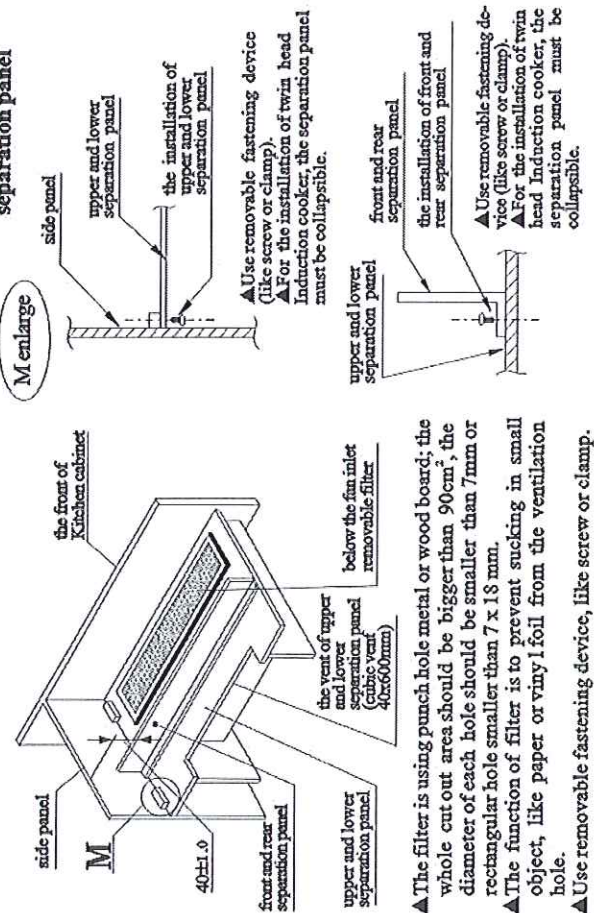 separation panel
M enlarge
side panel
upper and lower
separation panel
the installation of
upper and lower
separation panel
▲Use removable fastening device
(like screw or clamp).
▲For the installation of twin head
Induction cooker, the separation panel
must be collapsible.
upper and lower
separation panel
front and rear
separation panel
the installation of front and
rear separation panel
▲Use removable fastening de-
vice (like screw or clamp).
▲For the installation of twin
head Induction cooker, the
separation panel must be
collapsible.
side panel
M
40±1.0
front and rear
separation panel
upper and lower
separation panel
the front of
Kitchen cabinet
the vent of upper
and lower
separation panel
(cubic vent
40x600mm)
below the fan inlet
removable filter
▲The filter is using punch hole metal or wood board; the
whole cut out area should be bigger than 90cm², the
diameter of each hole should be smaller than 7mm or
rectangular hole smaller than 7 x 18 mm.
▲The function of filter is to prevent sucking in small
object, like paper or vinyl foil from the ventilation
hole.
▲Use removable fastening device, like screw or clamp.